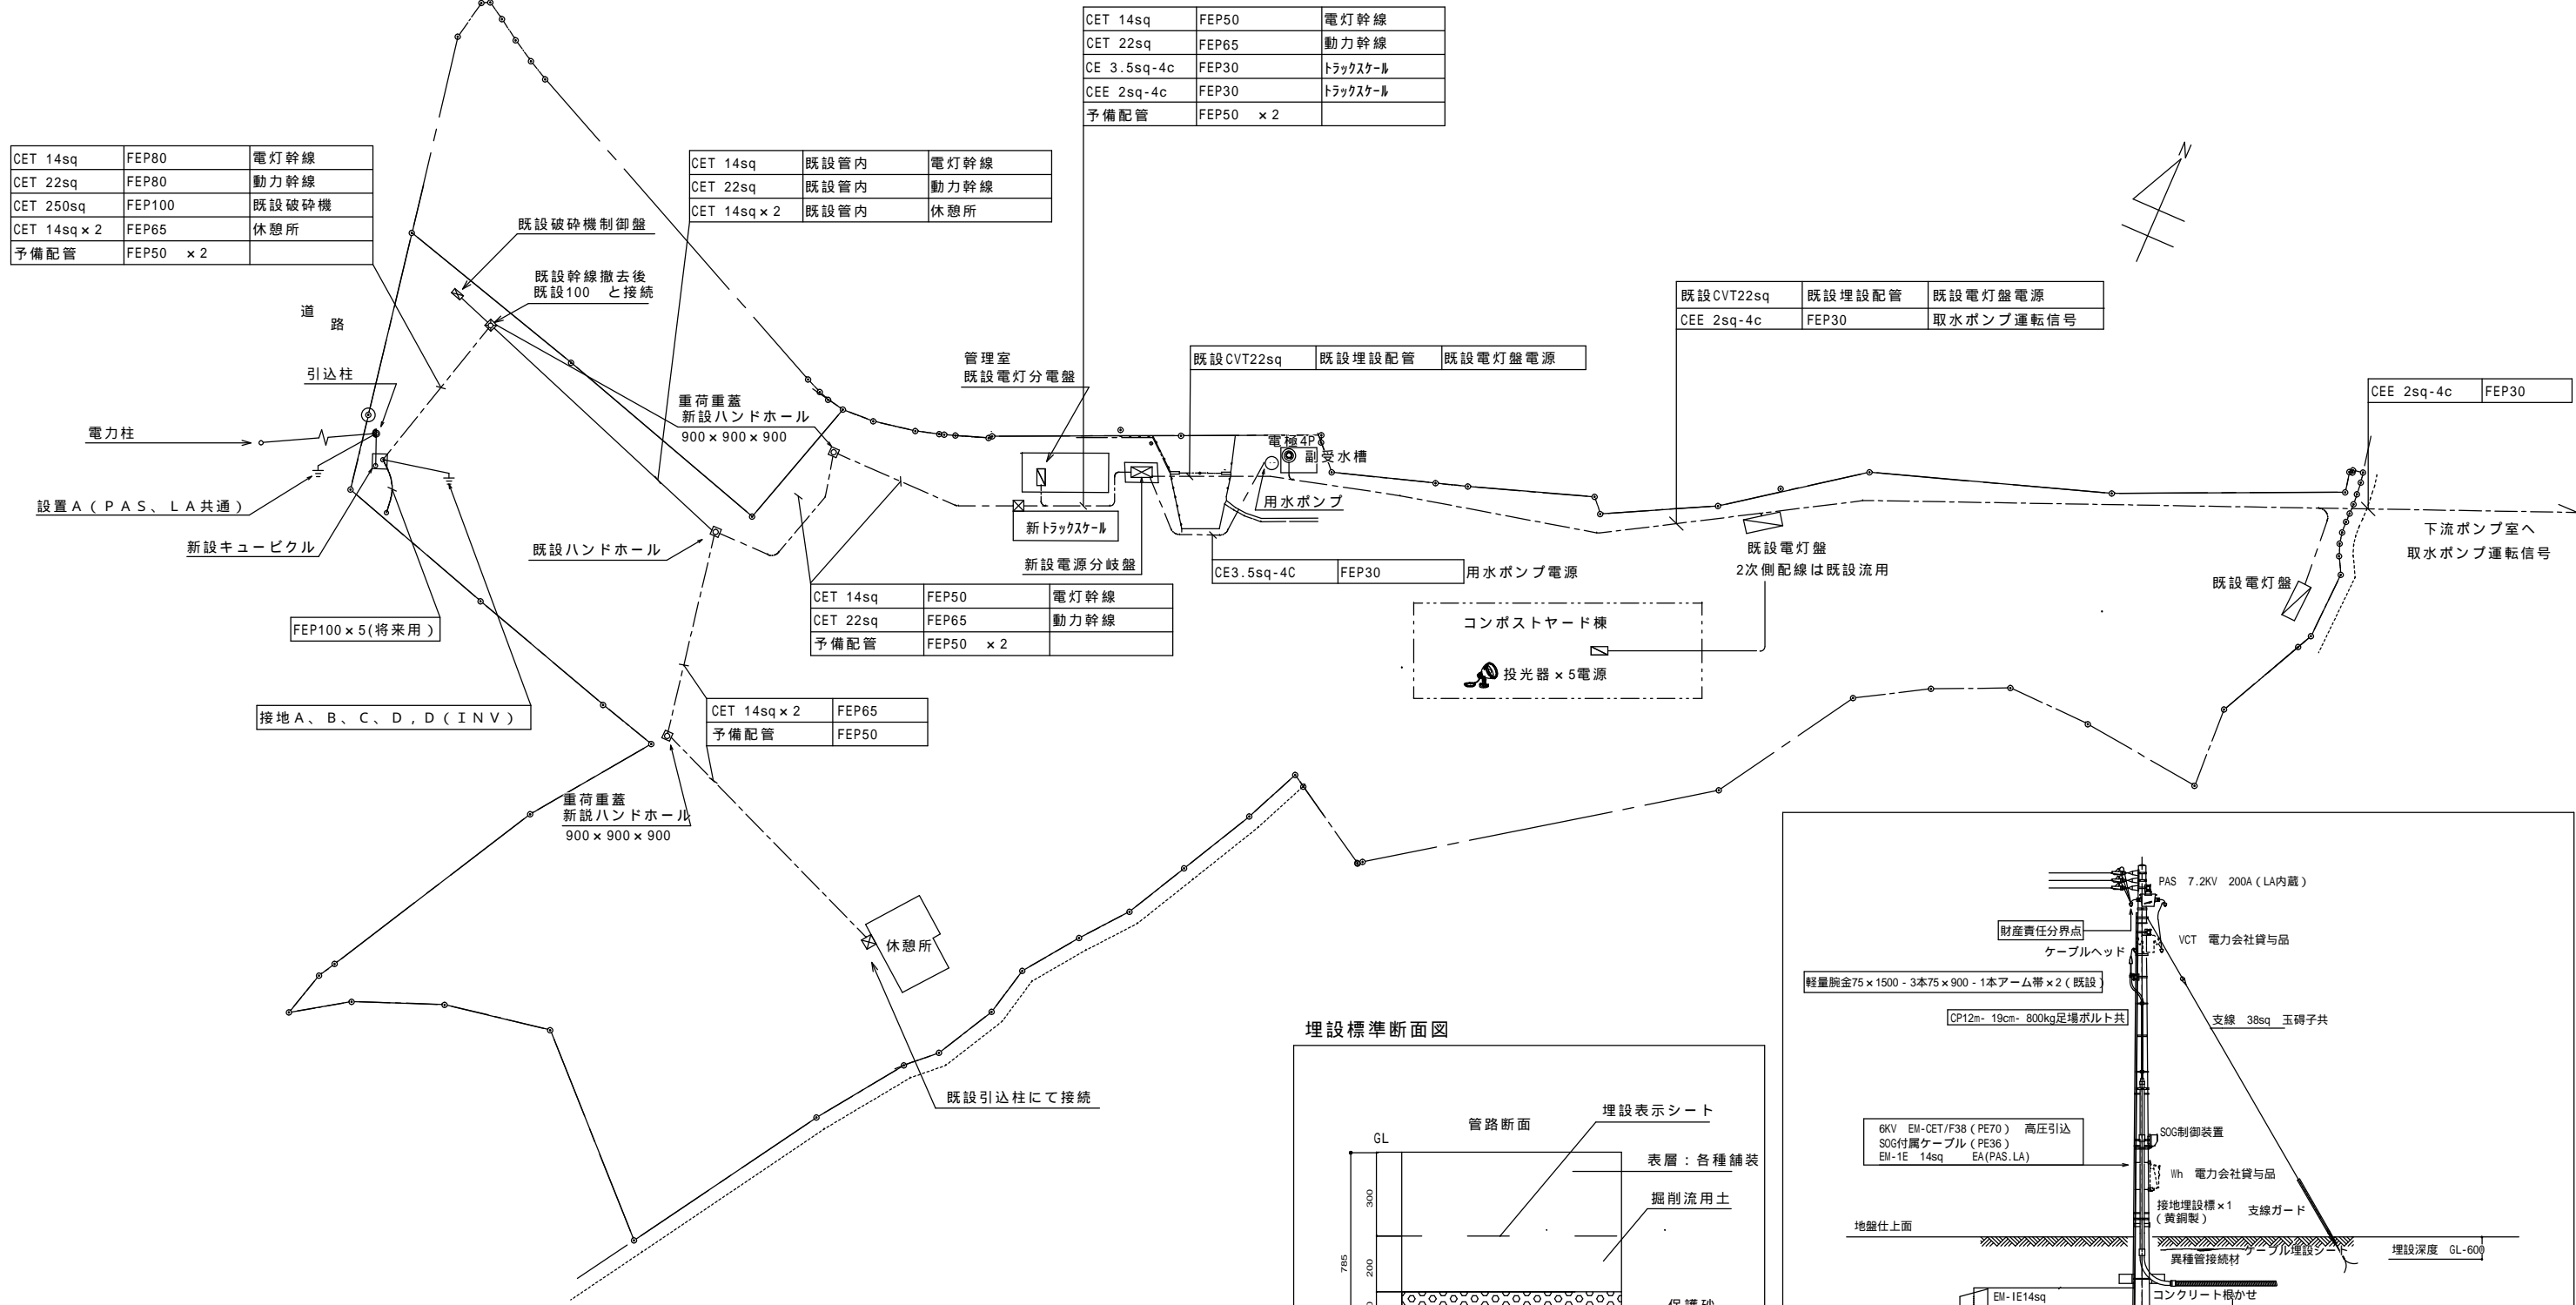 CET 14sq FEP50 電灯幹線
CET 22sq FEP65 動力幹線
CE 3.5sq-4c FEP30 トラックスケール
CEE 2sq-4c FEP30 トラックスケール
予備配管 FEP50 ×2
CET 14sq FEP80 電灯幹線
CET 22sq FEP80 動力幹線
CET 250sq FEP100 既設破砕機
CET 14sq×2 FEP65 休憩所
予備配管 FEP50 ×2
CET 14sq 既設管内 電灯幹線
CET 22sq 既設管内 動力幹線
CET 14sq×2 既設管内 休憩所
N
既設破砕機制御盤
既設幹線撤去後
既設100 と接続
道
路
引込柱
電力柱
設置A(PAS、LA共通)
新設キュービクル
FEP100×5(将来用)
接地A、B、C、D,D(INV)
重荷重蓋
新設ハンドホール
900×900×900
既設ハンドホール
管理室
既設電灯分電盤
既設CVT22sq 既設埋設配管 既設電灯盤電源
既設CVT22sq 既設埋設配管 既設電灯盤電源
CEE 2sq-4c FEP30 取水ポンプ運転信号
CEE 2sq-4c FEP30
電極4P
副受水槽
用水ポンプ
新トラックスケール
新設電源分岐盤
CE3.5sq-4C FEP30 用水ポンプ電源
CET 14sq FEP50 電灯幹線
CET 22sq FEP65 動力幹線
予備配管 FEP50 ×2
既設電灯盤
2次側配線は既設流用
下流ポンプ室へ
取水ポンプ運転信号
既設電灯盤
コンポストヤード棟
投光器×5電源
CET 14sq×2 FEP65
予備配管 FEP50
重荷重蓋
新説ハンドホール
900×900×900
休憩所
既設引込柱にて接続
埋設標準断面図
管路断面
埋設表示シート
GL
表層:各種舗装
掘削流用土
300
200
785
保護砂
PAS 7.2KV 200A(LA内蔵)
財産責任分界点
VCT 電力会社貸与品
ケーブルヘッド
軽量腕金75×1500-3本75×900-1本アーム帯×2(既設)
CP12m-19cm-800kg足場ボルト共
支線 38sq 玉碍子共
6KV EM-CET/F38(PE70) 高圧引込
SOG付属ケーブル(PE36)
EM-1E 14sq EA(PAS.LA)
SOG制御装置
Wh 電力会社貸与品
接地埋設標×1
(黄銅製)
支線ガード
地盤仕上面
ケーブル埋設シート
異種管接続材
埋設深度 GL-600
EM-IE14sq
コンクリート根かせ